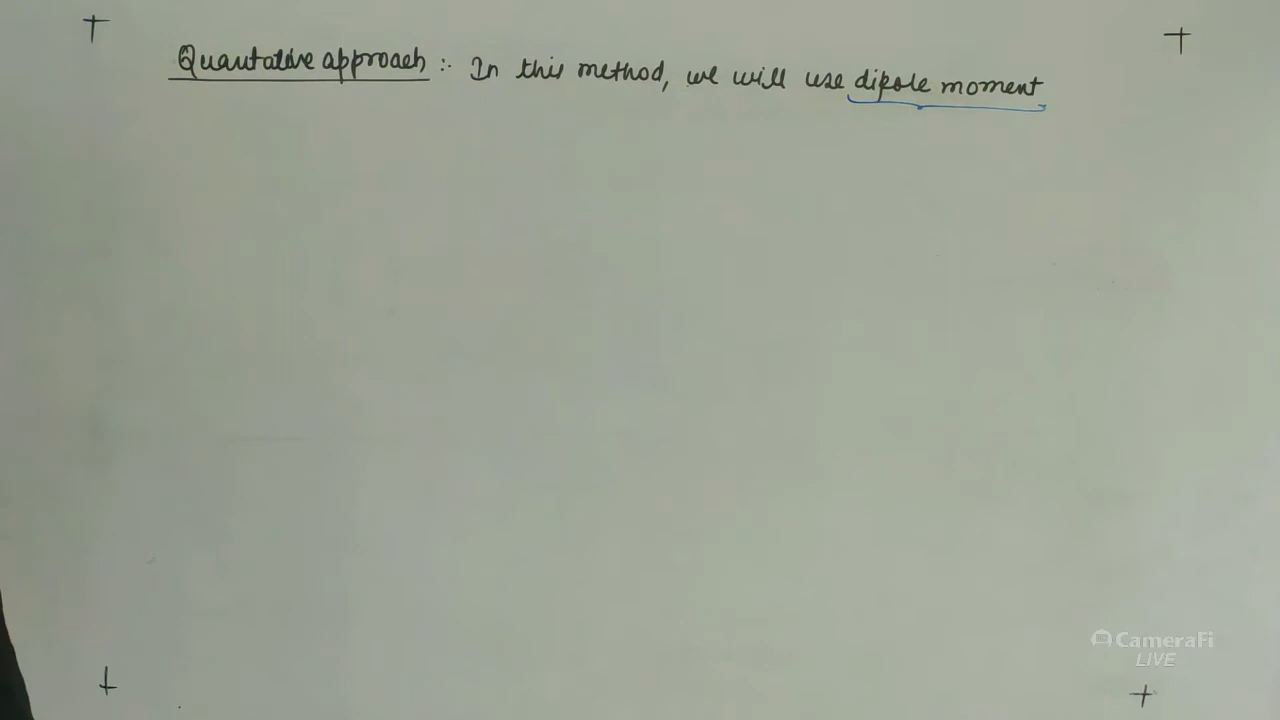 Quantative approach :- In this method, we will use dipole moment
CameraFi
LIVE